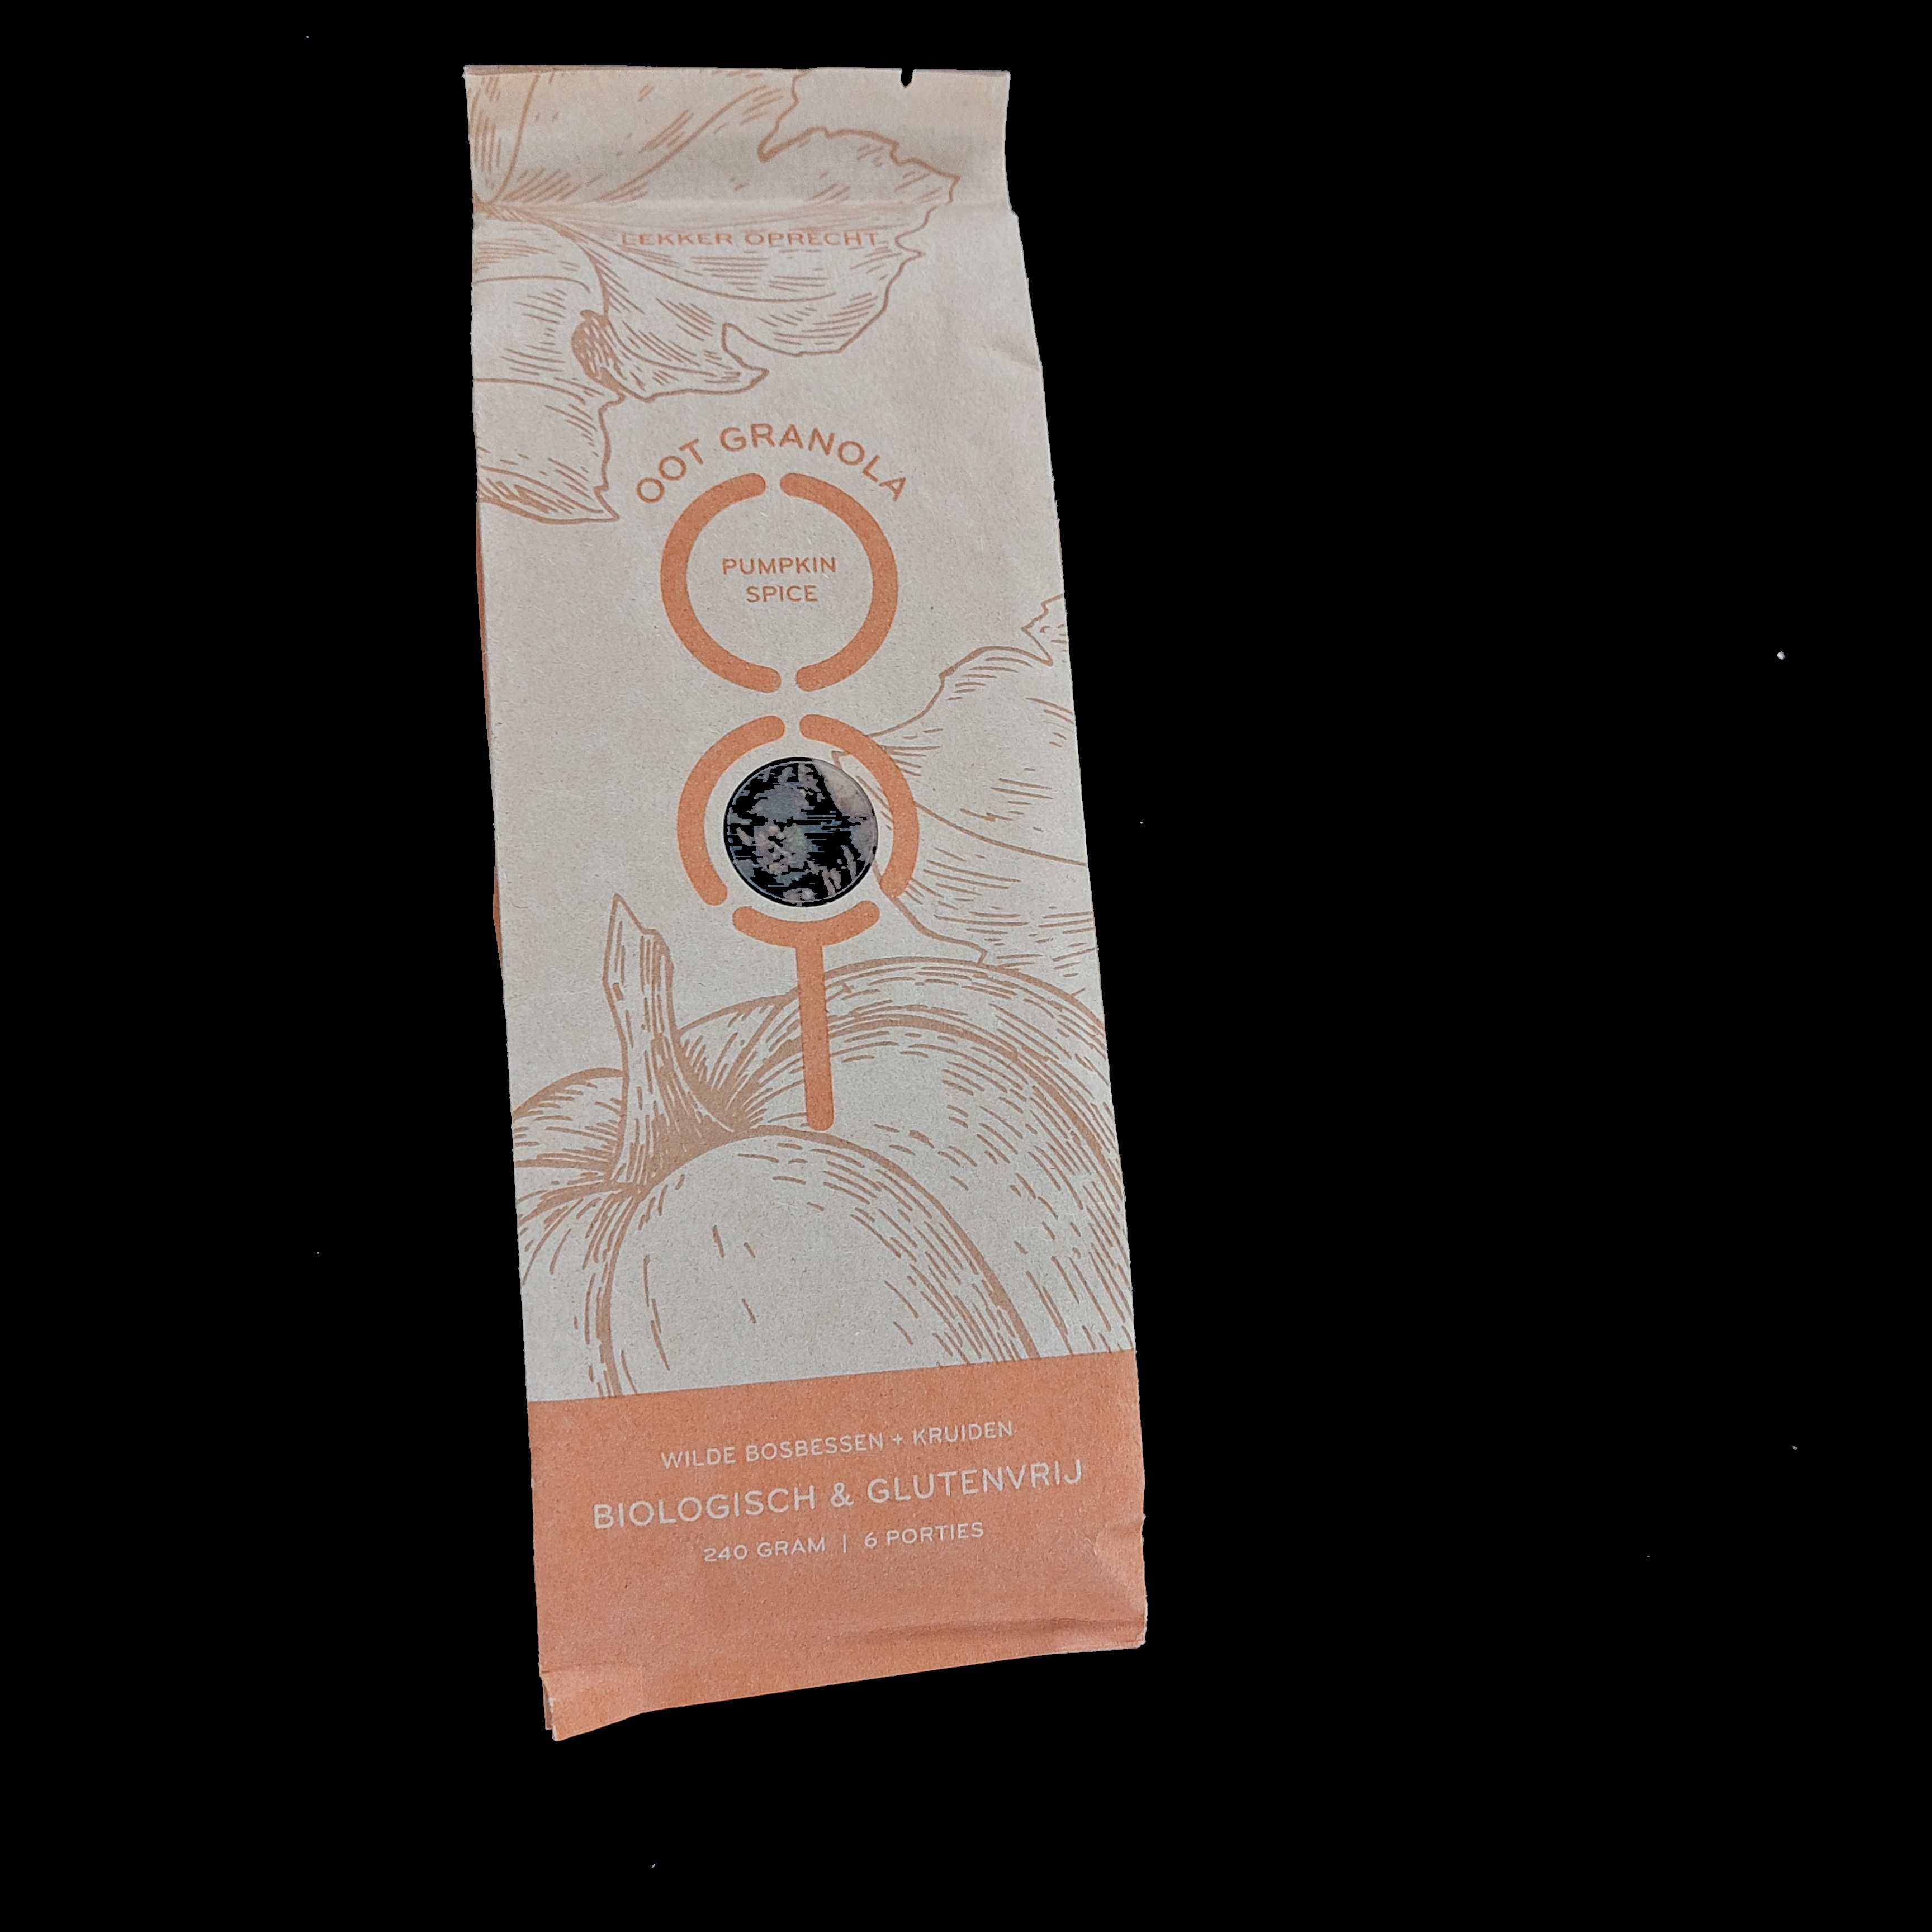 LEKKER OPRECHT
OOT GRANOLA
PUMPKIN
SPICE
WILDE BOSBESSEN + KRUIDEN
BIOLOGISCH & GLUTENVRIJ
240 GRAM | 6 PORTIES